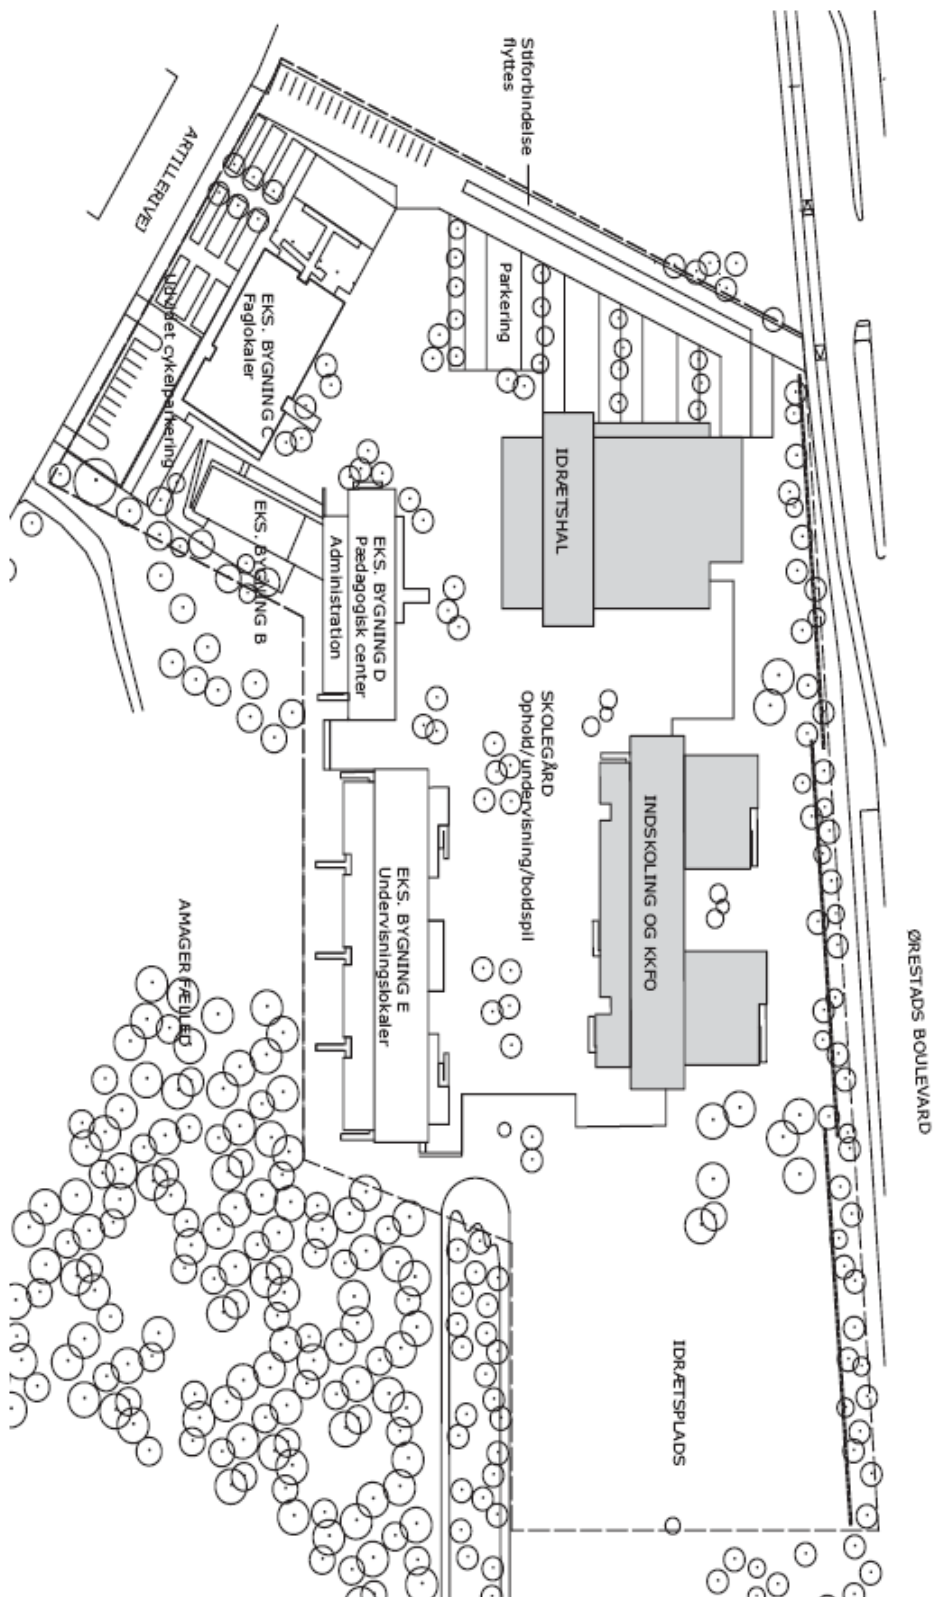 Stiforbindelse
flyttes
ARTILLERIVEJ
Parkering
EKS. BYGNING C
Faglokaler
Udvidet cykelparkering
IDRÆTSHAL
EKS. BYGNING B
EKS. BYGNING D
Pædagogisk center
Administration
SKOLEGÅRD
Ophold/undervisning/boldspil
INDSKOLING OG KKFO
EKS. BYGNING E
Undervisningslokaler
AMAGER FÆLLED
ØRESTADS BOULEVARD
IDRÆTSPLADS